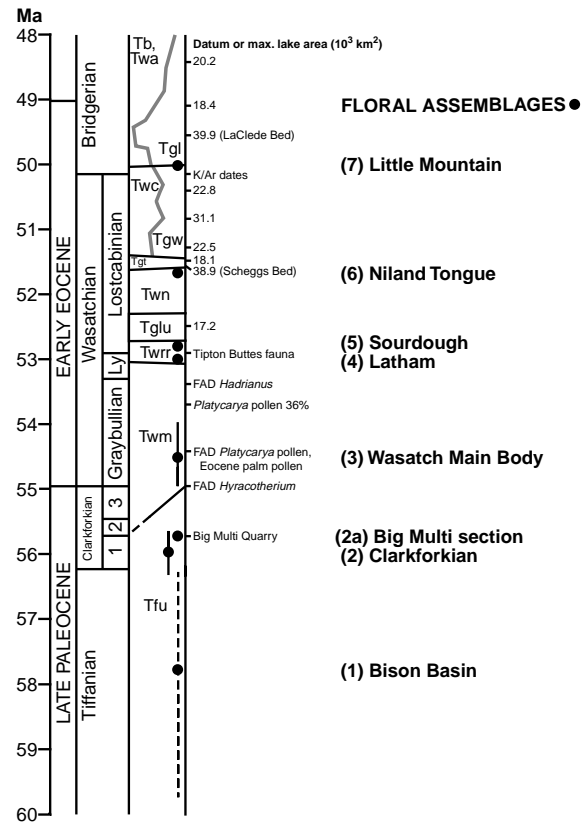 Ma
48
49
50
51
52
53
54
55
56
57
58
59
60
EARLY EOCENE
LATE PALEOCENE
Bridgerian
Wasatchian
Clarkforkian
Tiffanian
Lostcabinian
Ly
Graybullian
3
2
1
Tb,
Twa
Tgl
Twc
Tgw
Tgt
Twn
Tglu
Twrr
Twm
Tfu
Datum or max. lake area (10³ km²)
20.2
18.4
39.9 (LaClede Bed)
K/Ar dates
22.8
31.1
22.5
18.1
38.9 (Scheggs Bed)
17.2
Tipton Buttes fauna
FAD Hadrianus
Platycarya pollen 36%
FAD Platycarya pollen,
Eocene palm pollen
FAD Hyracotherium
Big Multi Quarry
FLORAL ASSEMBLAGES
(7) Little Mountain
(6) Niland Tongue
(5) Sourdough
(4) Latham
(3) Wasatch Main Body
(2a) Big Multi section
(2) Clarkforkian
(1) Bison Basin